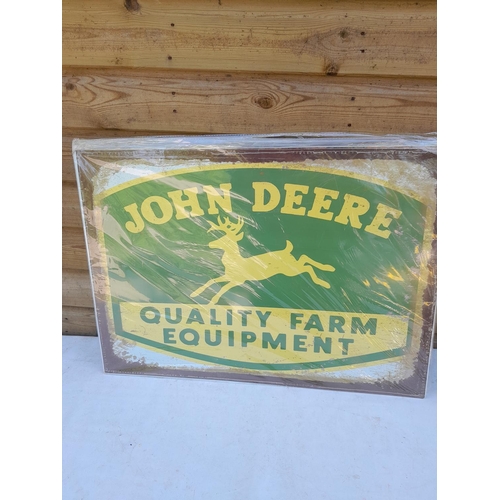 JOHN DEERE
QUALITY FARM
EQUIPMENT